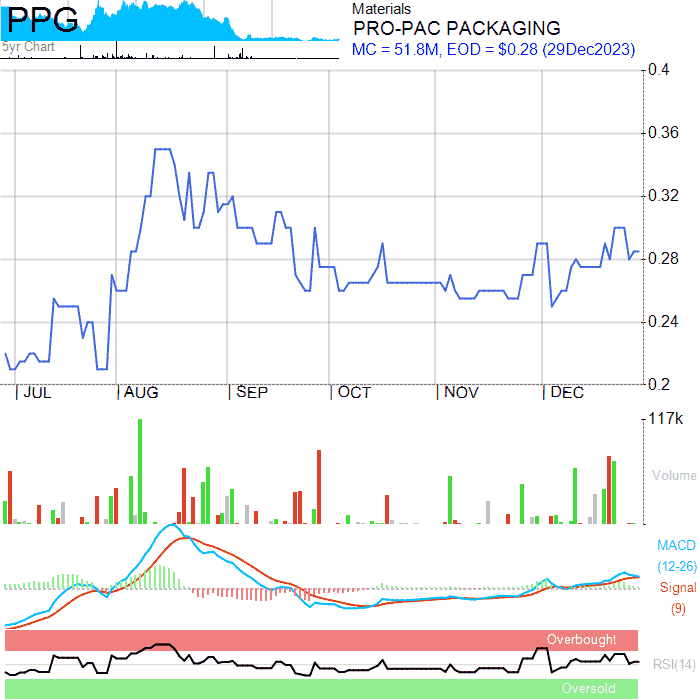 PPG
5yr Chart
Materials
PRO-PAC PACKAGING
MC = 51.8M, EOD = $0.28 (29Dec2023)
0.4
0.36
0.32
0.28
0.24
0.2
JUL AUG SEP OCT NOV DEC
117k
Volume
MACD
(12-26)
Signal
(9)
Overbought
RSI(14)
Oversold